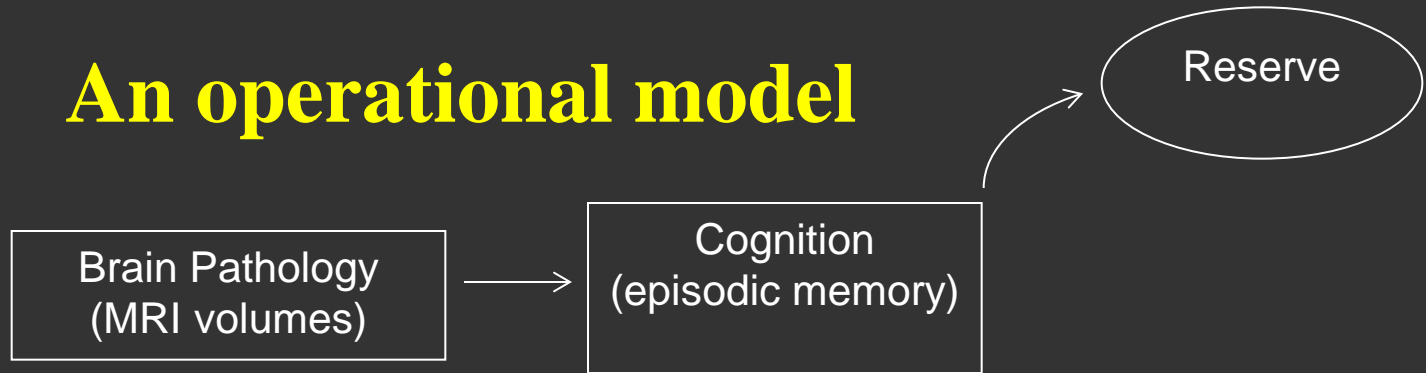 An operational model
Reserve
Brain Pathology
(MRI volumes)
Cognition
(episodic memory)